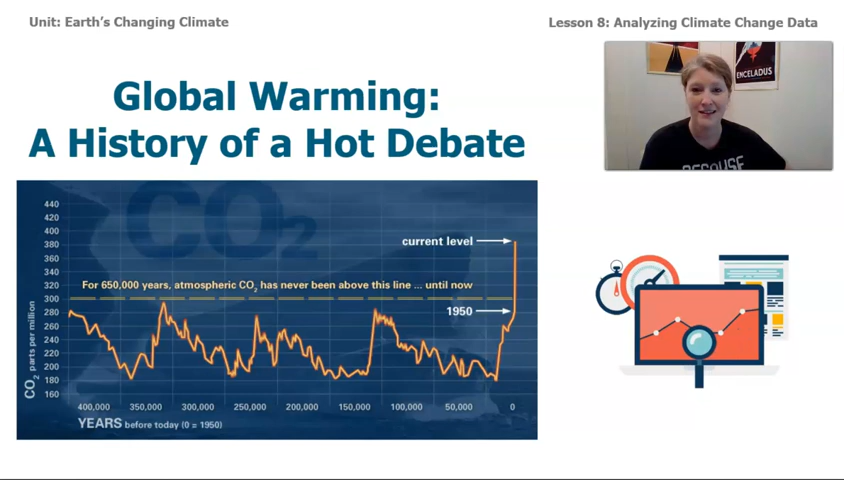 Unit: Earth's Changing Climate
Lesson 8: Analyzing Climate Change Data
Global Warming:
A History of a Hot Debate
ENCELADUS
BECAUSE
CO2
440
420
400
380
360
340
320
300
280
260
240
220
200
180
160
CO2 parts per million
current level
For 650,000 years, atmospheric CO2 has never been above this line ... until now
1950
400,000 350,000 300,000 250,000 200,000 150,000 100,000 50,000 0
YEARS before today (0 = 1950)